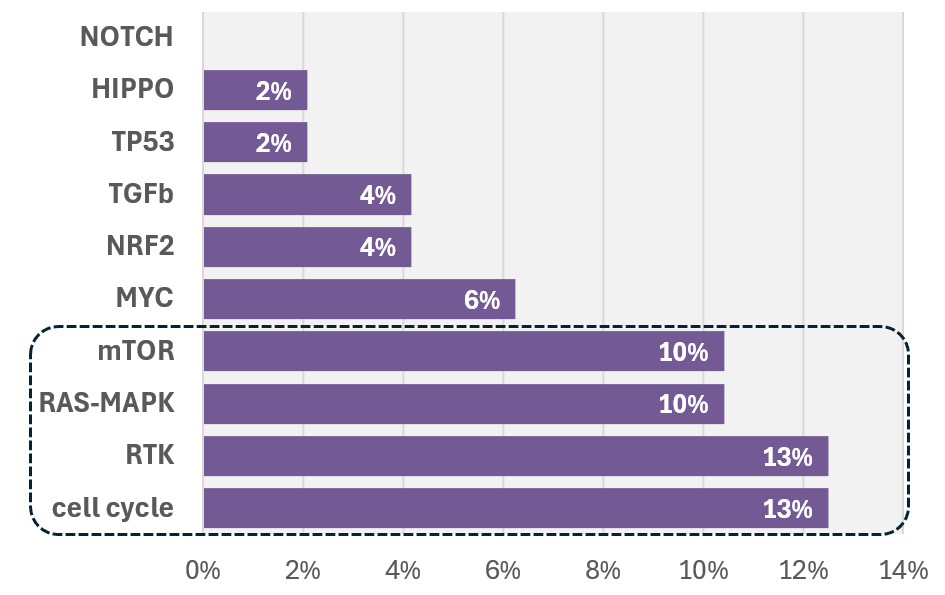 NOTCH
HIPPO 2%
TP53 2%
TGFb 4%
NRF2 4%
MYC 6%
mTOR 10%
RAS-MAPK 10%
RTK 13%
cell cycle 13%
0% 2% 4% 6% 8% 10% 12% 14%